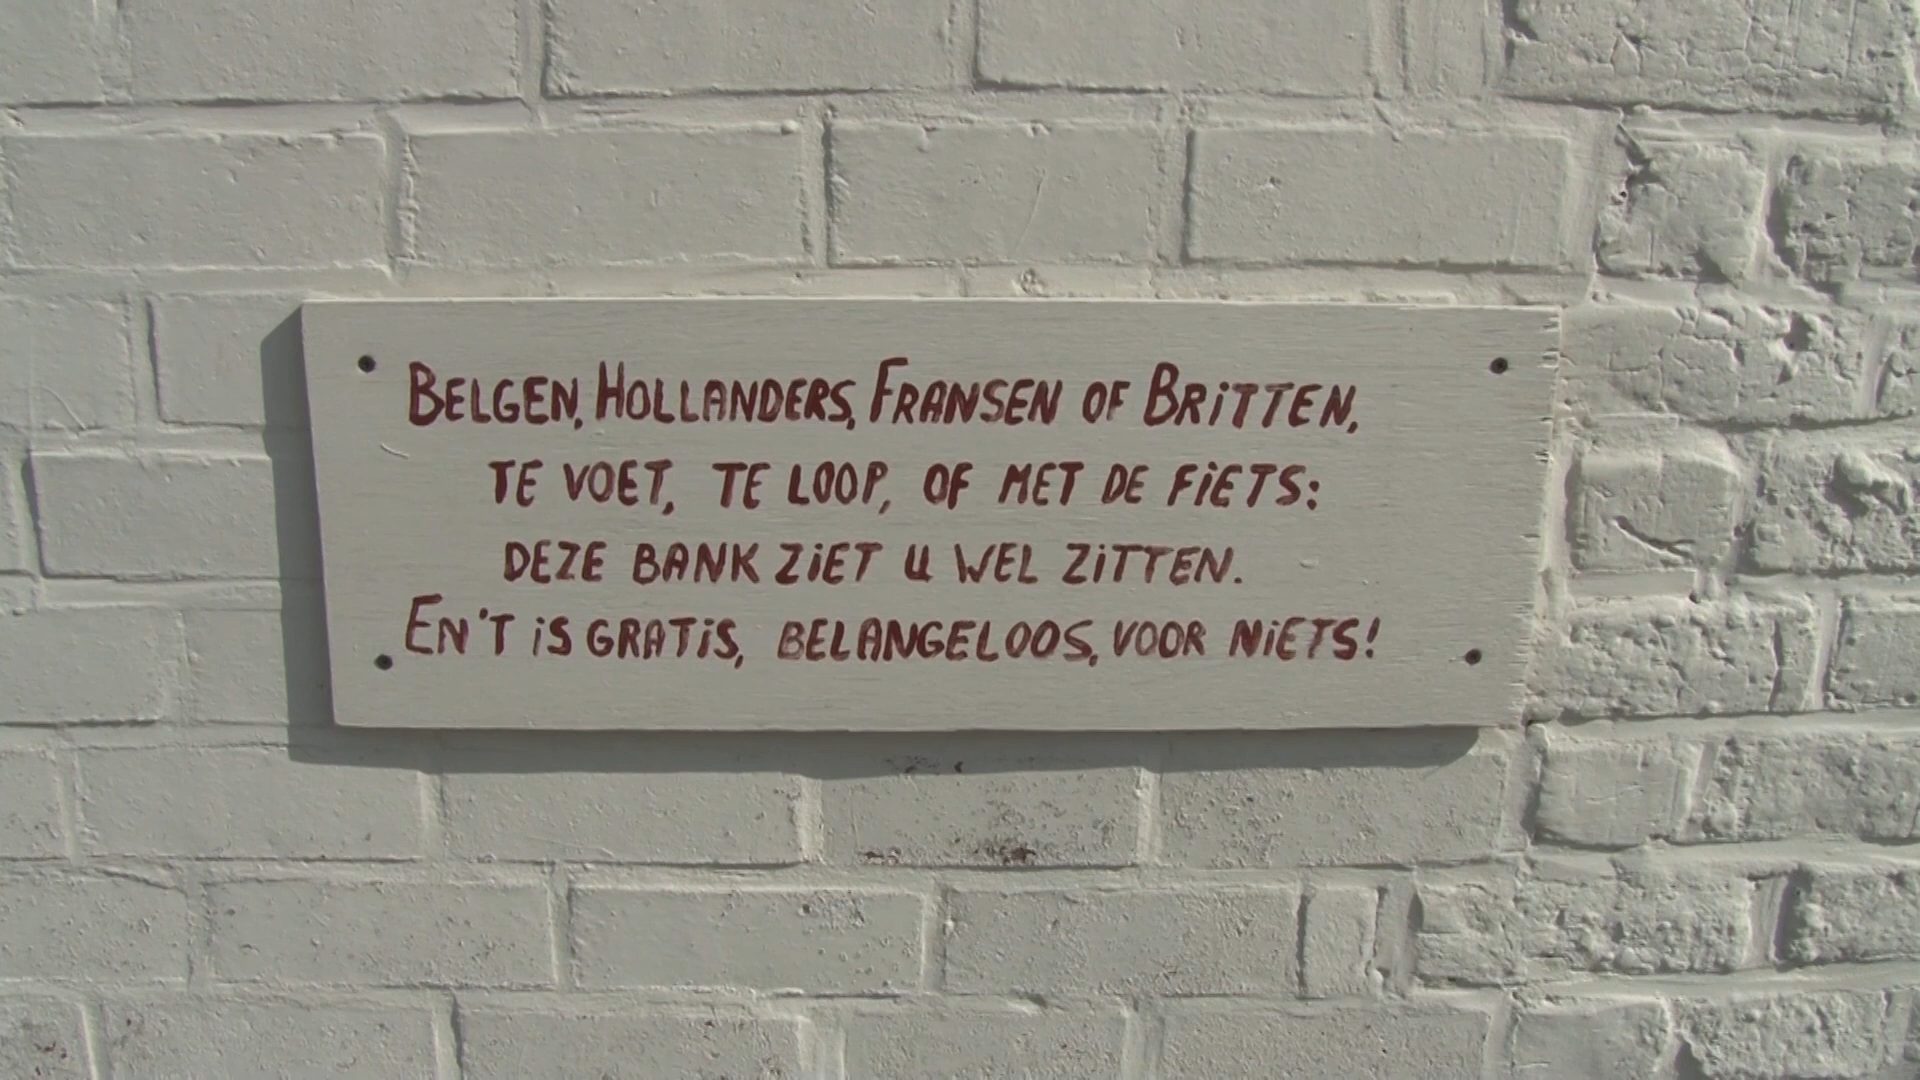 BELGEN, HOLLANDERS, FRANSEN OF BRITTEN,
TE VOET, TE LOOP, OF MET DE FIETS:
DEZE BANK ZIET U WEL ZITTEN.
EN'T IS GRATIS, BELANGELOOS, VOOR NIETS!